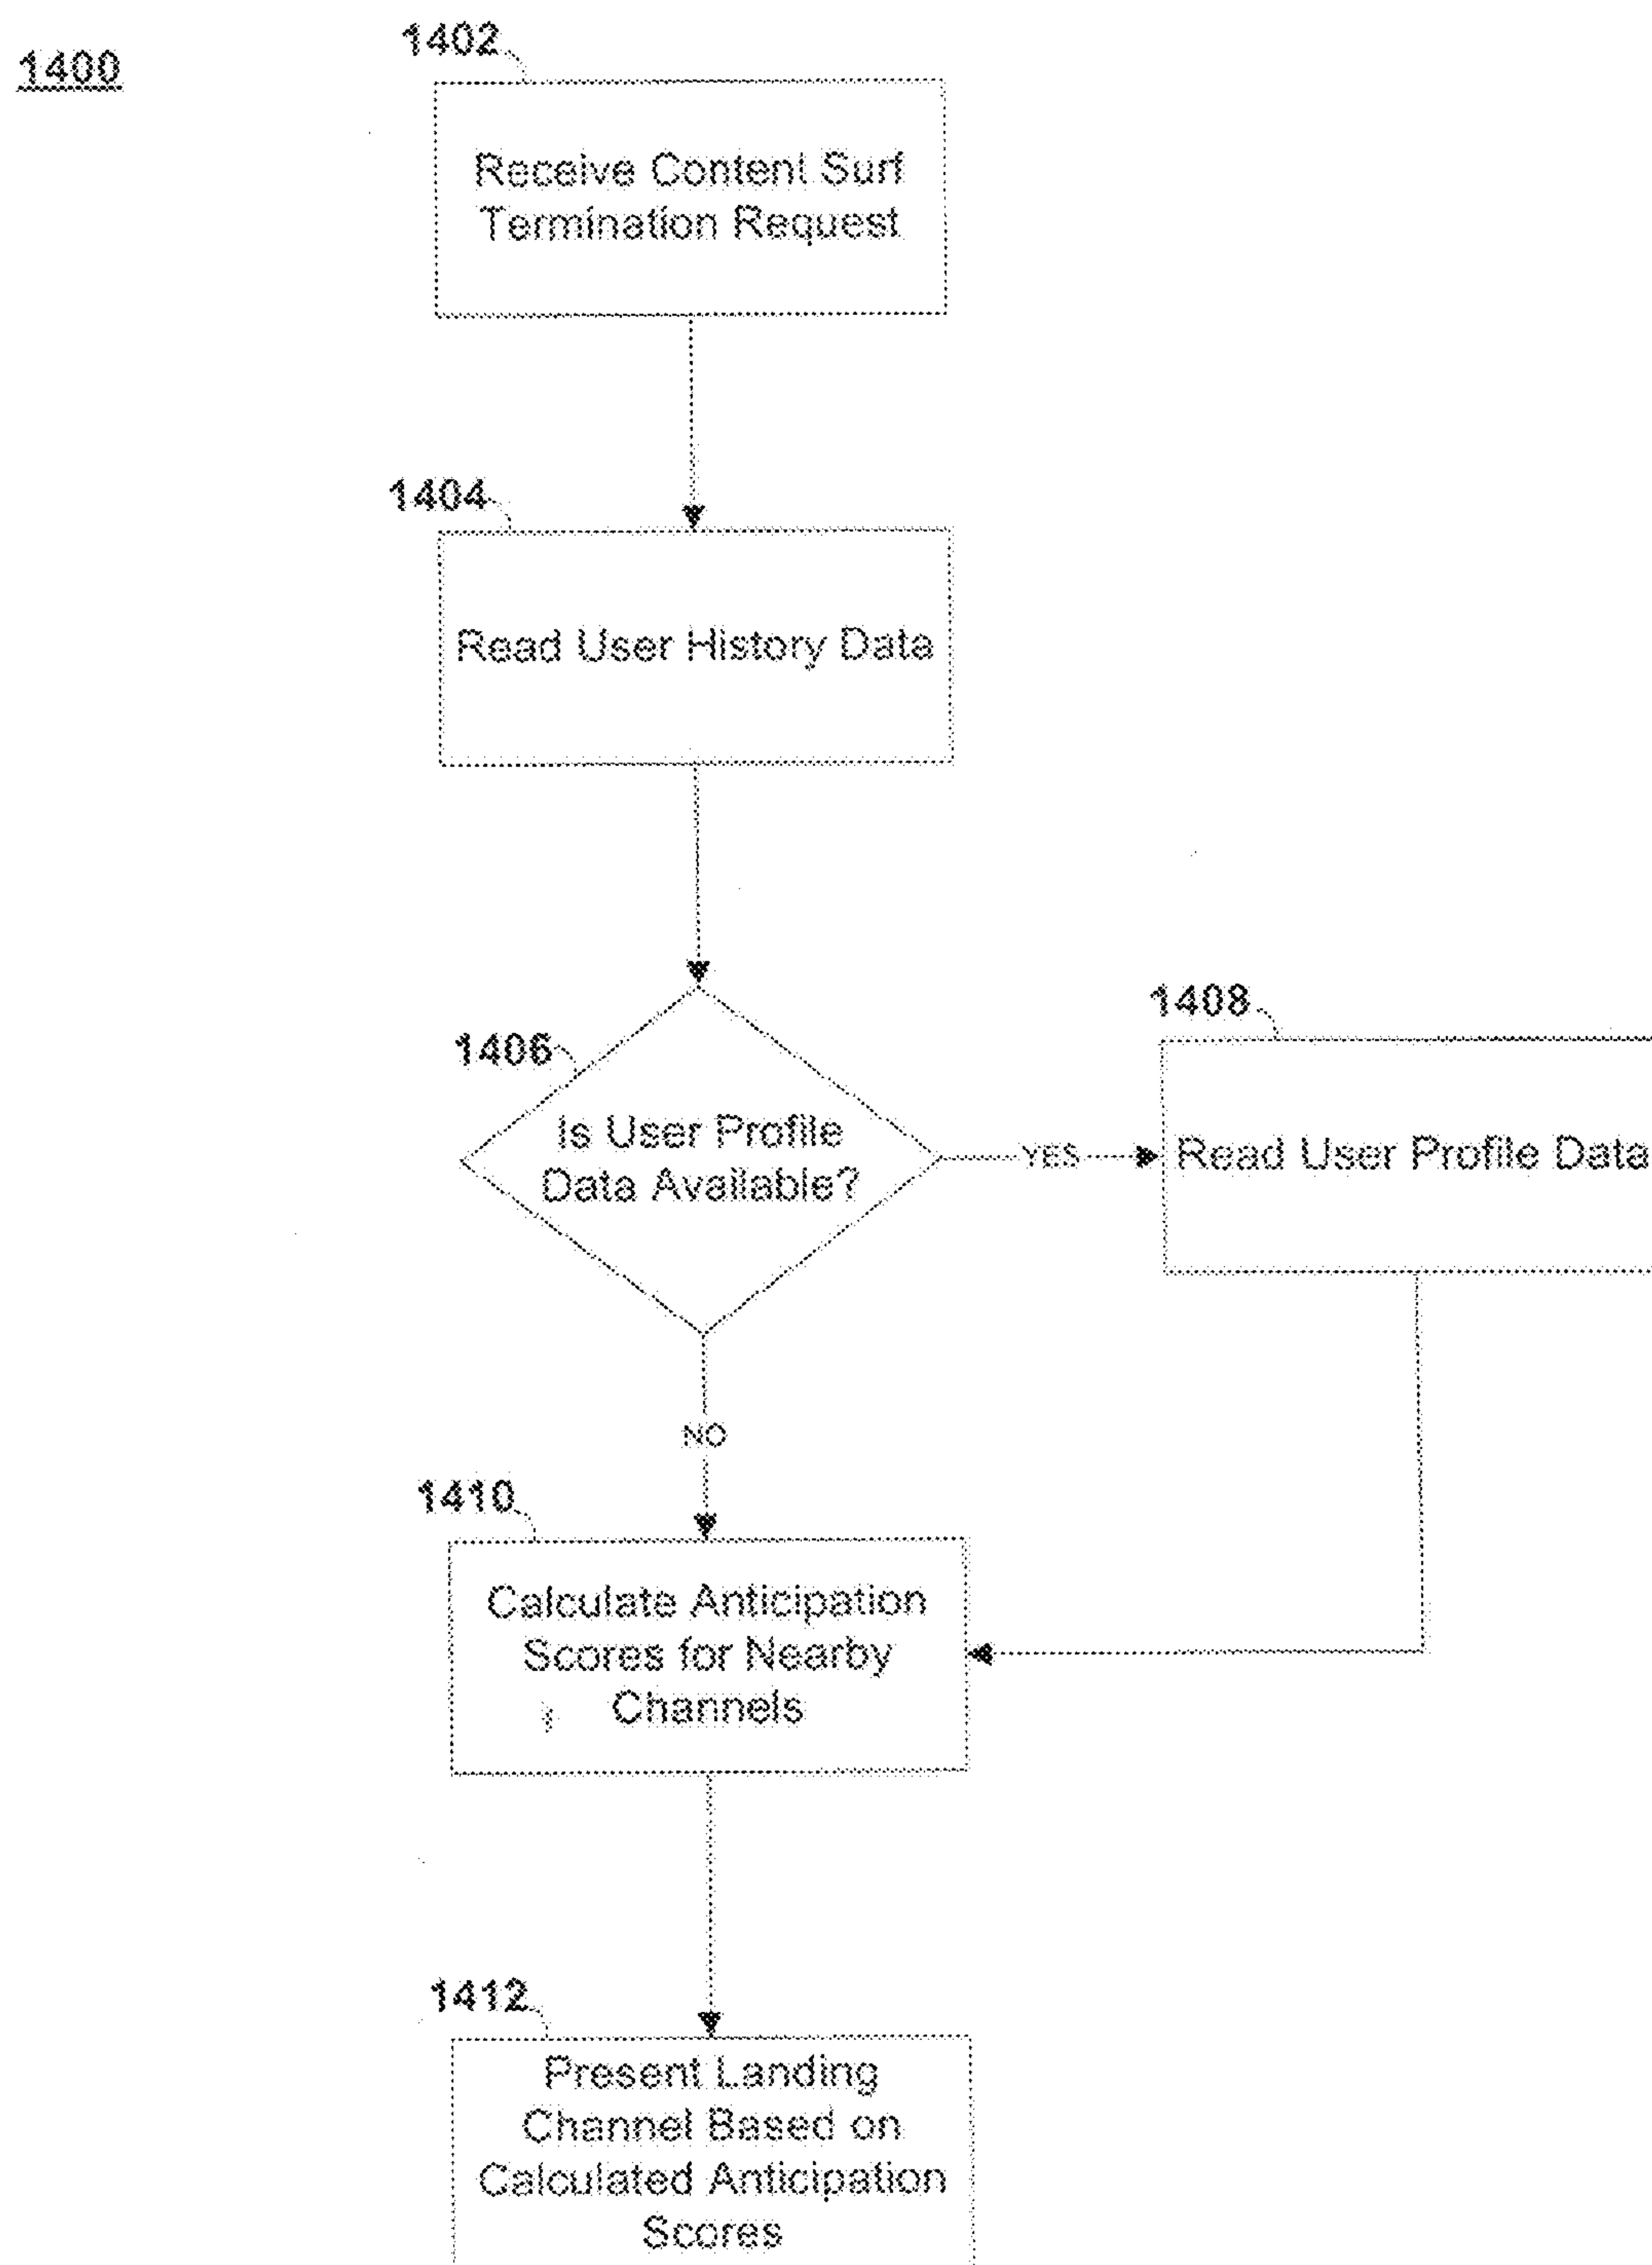 1400
1402
Receive Content Surf
Termination Request
1404
Read User History Data
1406
Is User Profile
Data Available?
YES
1408
Read User Profile Data
NO
1410
Calculate Anticipation
Scores for Nearby
Channels
1412
Present Landing
Channel Based on
Calculated Anticipation
Scores